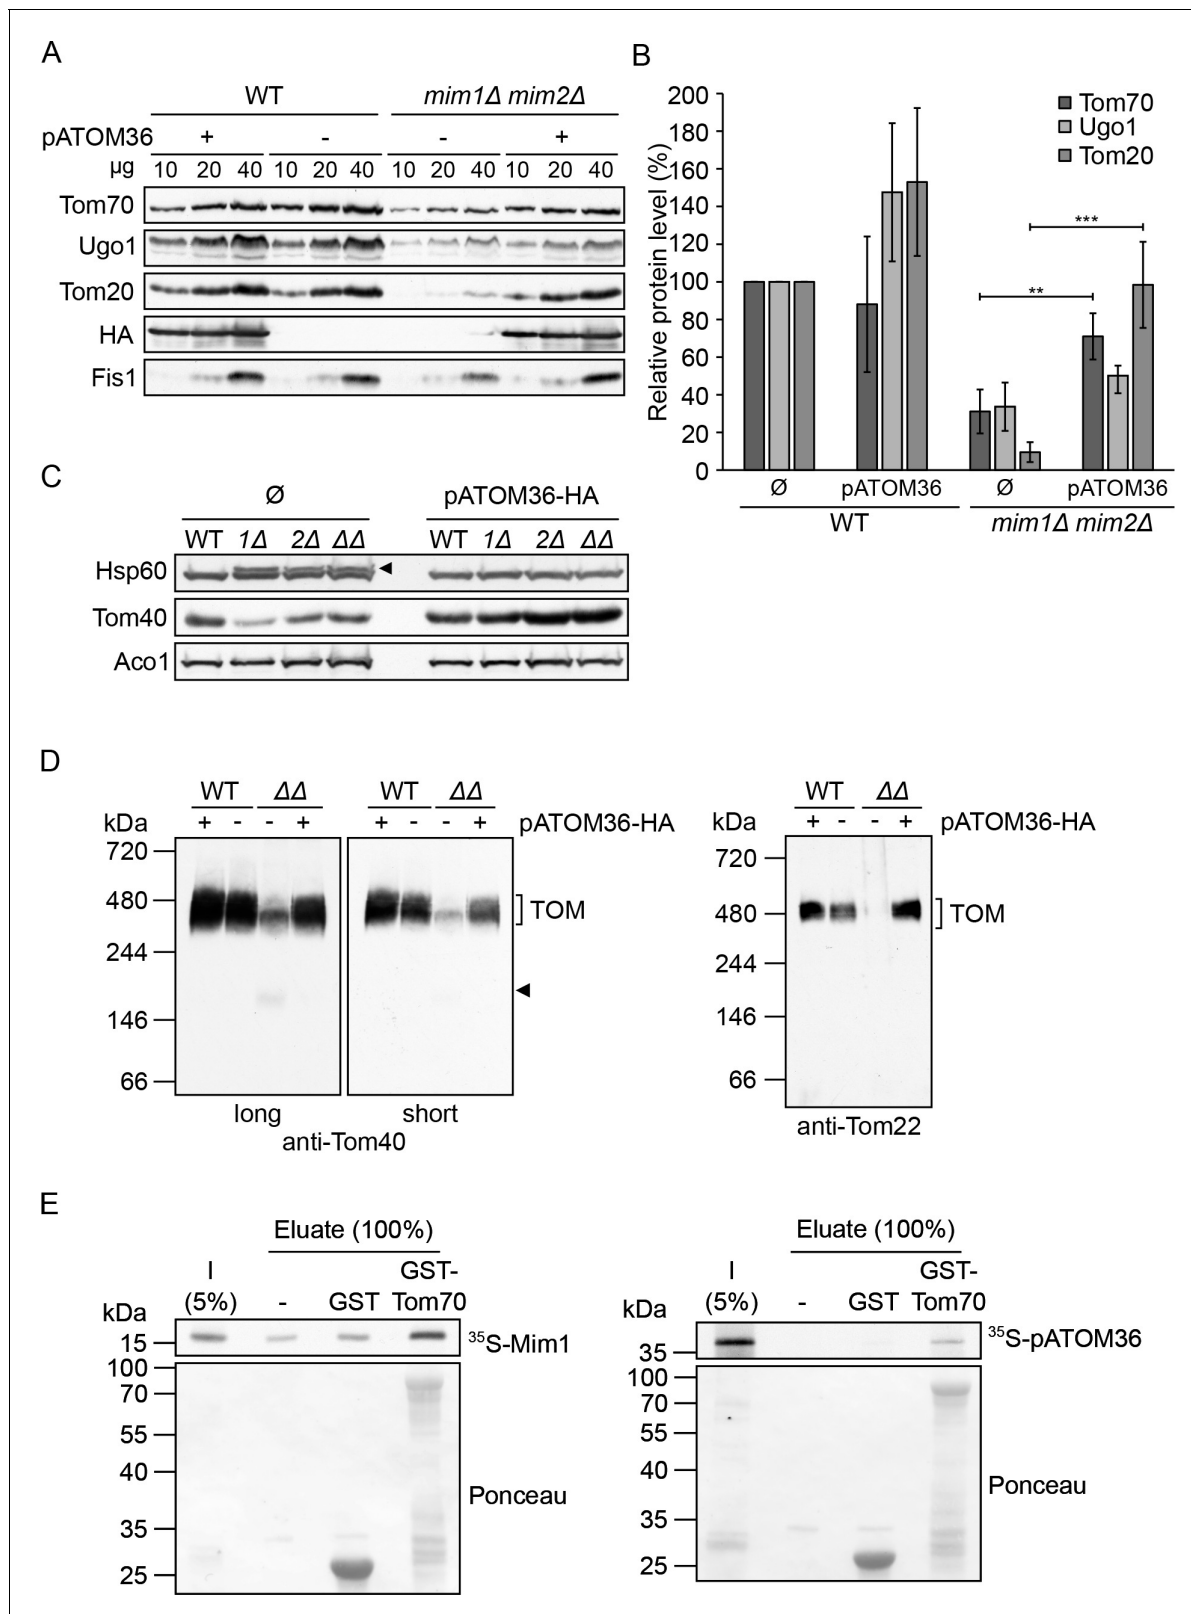 A
WT mim1Δ mim2Δ
pATOM36 + - - +
µg 10 20 40 10 20 40 10 20 40 10 20 40
Tom70
Ugo1
Tom20
HA
Fis1
B
Relative protein level (%)
200
180
160
140
120
100
80
60
40
20
0
Tom70
Ugo1
Tom20
***
**
Ø pATOM36 Ø pATOM36
WT mim1Δ mim2Δ
C
Ø pATOM36-HA
WT 1Δ 2Δ ΔΔ WT 1Δ 2Δ ΔΔ
Hsp60
Tom40
Aco1
D
WT ΔΔ WT ΔΔ
kDa + - - + + - - + pATOM36-HA
720
480
244
146
66
TOM
long short
anti-Tom40
WT ΔΔ
kDa + - - + pATOM36-HA
720
480
244
146
66
TOM
anti-Tom22
E
Eluate (100%)
I GST-
(5%) - GST Tom70
kDa
15
35S-Mim1
100
70
55
40
35
25
Ponceau
Eluate (100%)
I GST-
(5%) - GST Tom70
kDa
35
35S-pATOM36
100
70
55
40
35
25
Ponceau